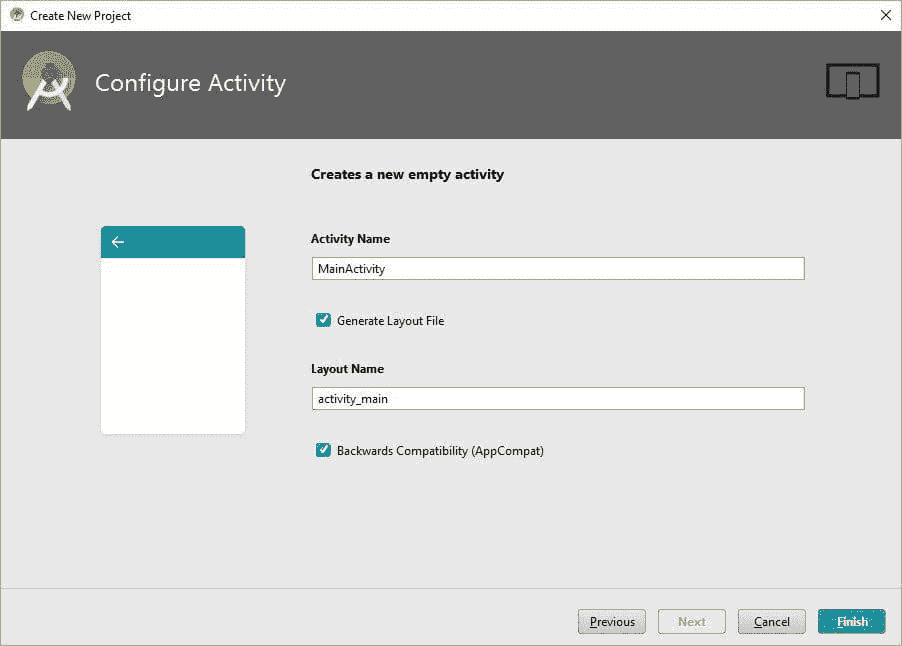 Create New Project
Configure Activity
Creates a new empty activity
Activity Name
MainActivity
Generate Layout File
Layout Name
activity_main
Backwards Compatibility (AppCompat)
Previous
Next
Cancel
Finish